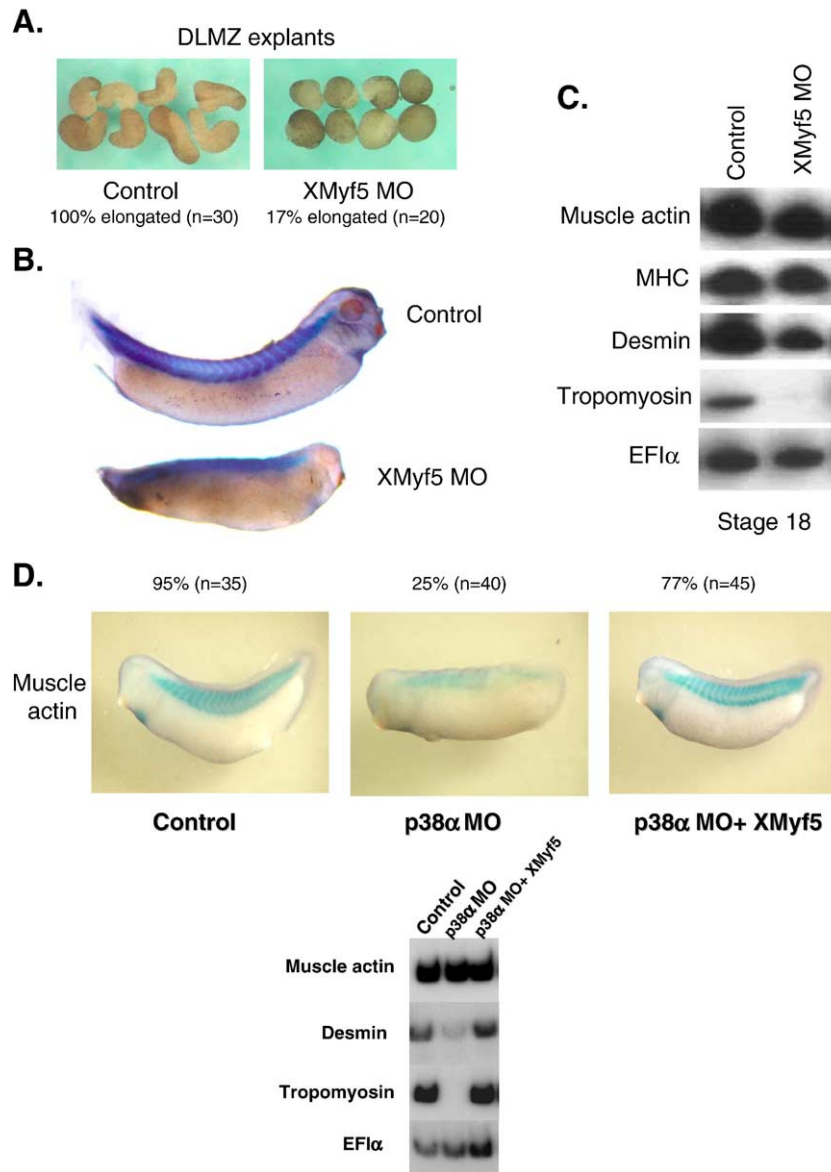 A.
DLMZ explants
Control
100% elongated (n=30)
XMyf5 MO
17% elongated (n=20)
B.
Control
XMyf5 MO
C.
Control
XMyf5 MO
Muscle actin
MHC
Desmin
Tropomyosin
EFIα
Stage 18
D.
95% (n=35)
25% (n=40)
77% (n=45)
Muscle
actin
Control
p38α MO
p38α MO+ XMyf5
Control
p38α MO
p38α MO+ XMyf5
Muscle actin
Desmin
Tropomyosin
EFIα